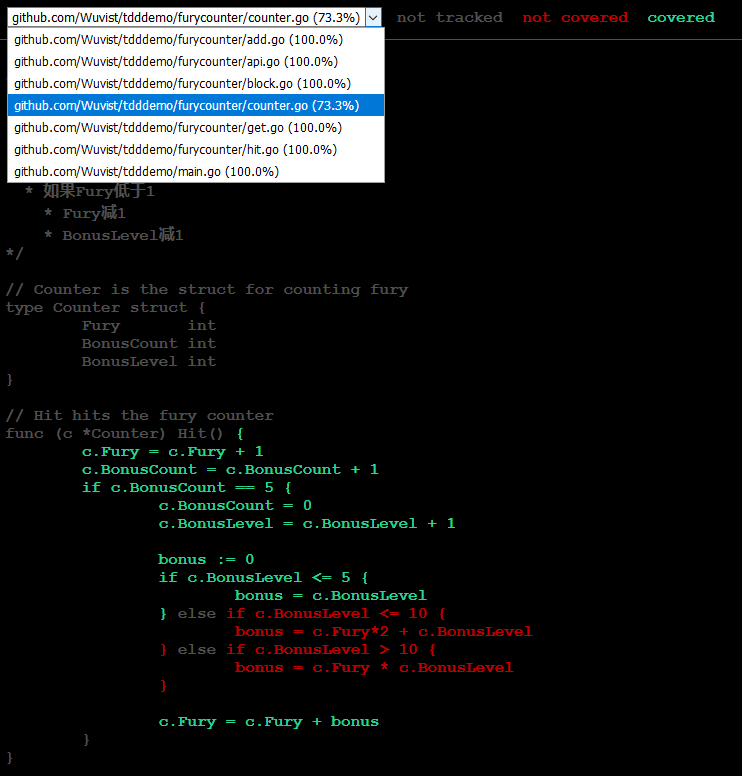 github.com/Wuvist/tdddemo/furycounter/counter.go (73.3%) not tracked not covered covered
github.com/Wuvist/tdddemo/furycounter/add.go (100.0%)
github.com/Wuvist/tdddemo/furycounter/api.go (100.0%)
github.com/Wuvist/tdddemo/furycounter/block.go (100.0%)
github.com/Wuvist/tdddemo/furycounter/counter.go (73.3%)
github.com/Wuvist/tdddemo/furycounter/get.go (100.0%)
github.com/Wuvist/tdddemo/furycounter/hit.go (100.0%)
github.com/Wuvist/tdddemo/main.go (100.0%)
* 如果Fury低于1
* Fury减1
* BonusLevel减1
*/
// Counter is the struct for counting fury
type Counter struct {
Fury int
BonusCount int
BonusLevel int
}
// Hit hits the fury counter
func (c *Counter) Hit() {
c.Fury = c.Fury + 1
c.BonusCount = c.BonusCount + 1
if c.BonusCount == 5 {
c.BonusCount = 0
c.BonusLevel = c.BonusLevel + 1
bonus := 0
if c.BonusLevel <= 5 {
bonus = c.BonusLevel
} else if c.BonusLevel <= 10 {
bonus = c.Fury*2 + c.BonusLevel
} else if c.BonusLevel > 10 {
bonus = c.Fury * c.BonusLevel
}
c.Fury = c.Fury + bonus
}
}